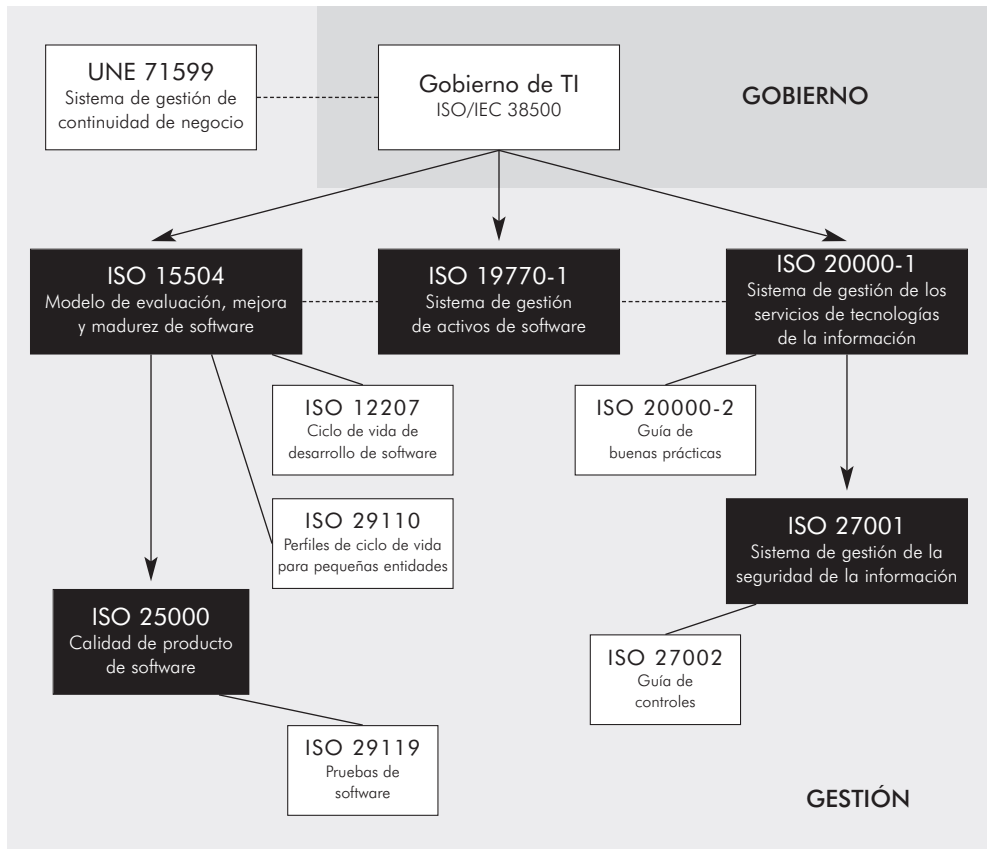 UNE 71599
Sistema de gestión de
continuidad de negocio
Gobierno de TI
ISO/IEC 38500
GOBIERNO
ISO 15504
Modelo de evaluación, mejora
y madurez de software
ISO 19770-1
Sistema de gestión
de activos de software
ISO 20000-1
Sistema de gestión de los
servicios de tecnologías
de la información
ISO 12207
Ciclo de vida de
desarrollo de software
ISO 20000-2
Guía de
buenas prácticas
ISO 29110
Perfiles de ciclo de vida
para pequeñas entidades
ISO 27001
Sistema de gestión de la
seguridad de la información
ISO 25000
Calidad de producto
de software
ISO 27002
Guía de
controles
ISO 29119
Pruebas de
software
GESTIÓN